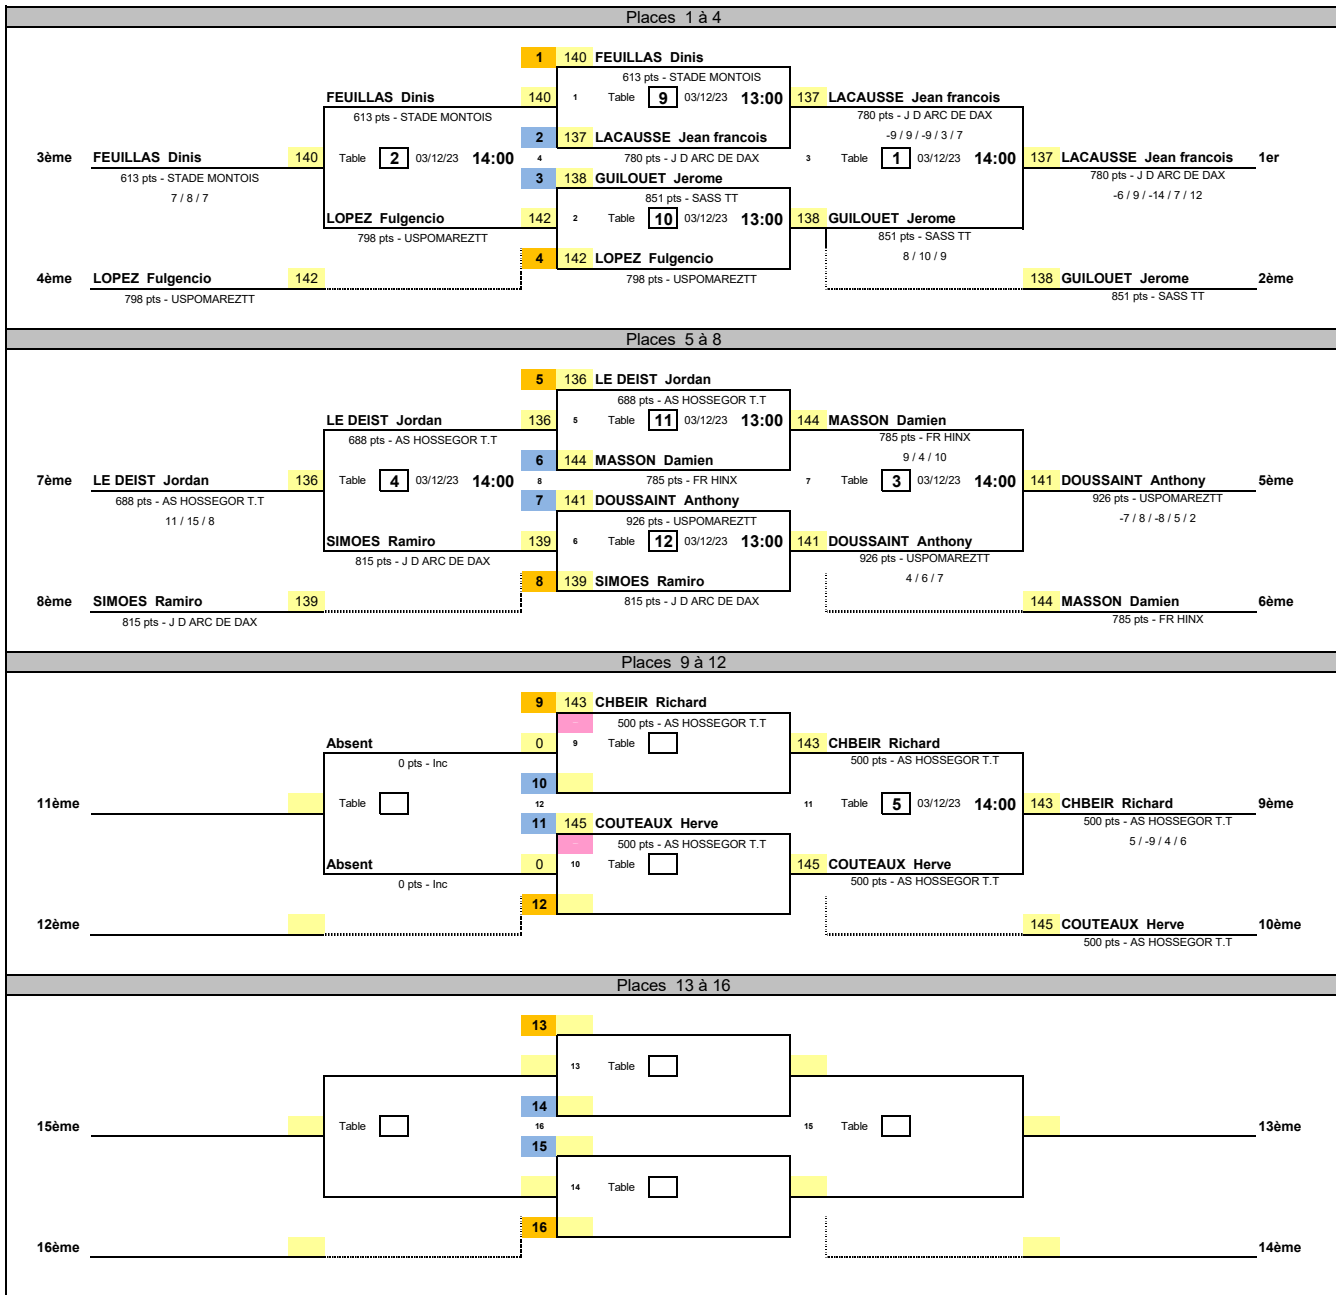 Places 1 à 4
1 140 FEUILLAS Dinis
613 pts - STADE MONTOIS
FEUILLAS Dinis 140 1 Table 9 03/12/23 13:00 137 LACAUSSE Jean francois
613 pts - STADE MONTOIS 780 pts - J D ARC DE DAX
2 137 LACAUSSE Jean francois -9 / 9 / -9 / 3 / 7
3ème FEUILLAS Dinis 140 Table 2 03/12/23 14:00 4 780 pts - J D ARC DE DAX 3 Table 1 03/12/23 14:00 137 LACAUSSE Jean francois 1er
613 pts - STADE MONTOIS 3 138 GUILOUET Jerome 780 pts - J D ARC DE DAX
7 / 8 / 7 851 pts - SASS TT -6 / 9 / -14 / 7 / 12
LOPEZ Fulgencio 142 2 Table 10 03/12/23 13:00 138 GUILOUET Jerome
798 pts - USPOMAREZTT 851 pts - SASS TT
4 142 LOPEZ Fulgencio 8 / 10 / 9
4ème LOPEZ Fulgencio 142 798 pts - USPOMAREZTT 138 GUILOUET Jerome 2ème
798 pts - USPOMAREZTT 851 pts - SASS TT
Places 5 à 8
5 136 LE DEIST Jordan
688 pts - AS HOSSEGOR T.T
LE DEIST Jordan 136 5 Table 11 03/12/23 13:00 144 MASSON Damien
688 pts - AS HOSSEGOR T.T 785 pts - FR HINX
6 144 MASSON Damien 9 / 4 / 10
7ème LE DEIST Jordan 136 Table 4 03/12/23 14:00 8 785 pts - FR HINX 7 Table 3 03/12/23 14:00 141 DOUSSAINT Anthony 5ème
688 pts - AS HOSSEGOR T.T 7 141 DOUSSAINT Anthony 926 pts - USPOMAREZTT
11 / 15 / 8 926 pts - USPOMAREZTT -7 / 8 / -8 / 5 / 2
SIMOES Ramiro 139 6 Table 12 03/12/23 13:00 141 DOUSSAINT Anthony
815 pts - J D ARC DE DAX 926 pts - USPOMAREZTT
8 139 SIMOES Ramiro 4 / 6 / 7
8ème SIMOES Ramiro 139 815 pts - J D ARC DE DAX 144 MASSON Damien 6ème
815 pts - J D ARC DE DAX 785 pts - FR HINX
Places 9 à 12
9 143 CHBEIR Richard
500 pts - AS HOSSEGOR T.T
Absent 0 9 Table 143 CHBEIR Richard
0 pts - Inc 500 pts - AS HOSSEGOR T.T
10
11ème Table 12 11 Table 5 03/12/23 14:00 143 CHBEIR Richard 9ème
11 145 COUTEAUX Herve 500 pts - AS HOSSEGOR T.T
500 pts - AS HOSSEGOR T.T 5 / -9 / 4 / 6
Absent 0 10 Table 145 COUTEAUX Herve
0 pts - Inc 500 pts - AS HOSSEGOR T.T
12
12ème 145 COUTEAUX Herve 10ème
500 pts - AS HOSSEGOR T.T
Places 13 à 16
13
13 Table
14
15ème Table 16 15 Table 13ème
15
14 Table
16
16ème 14ème